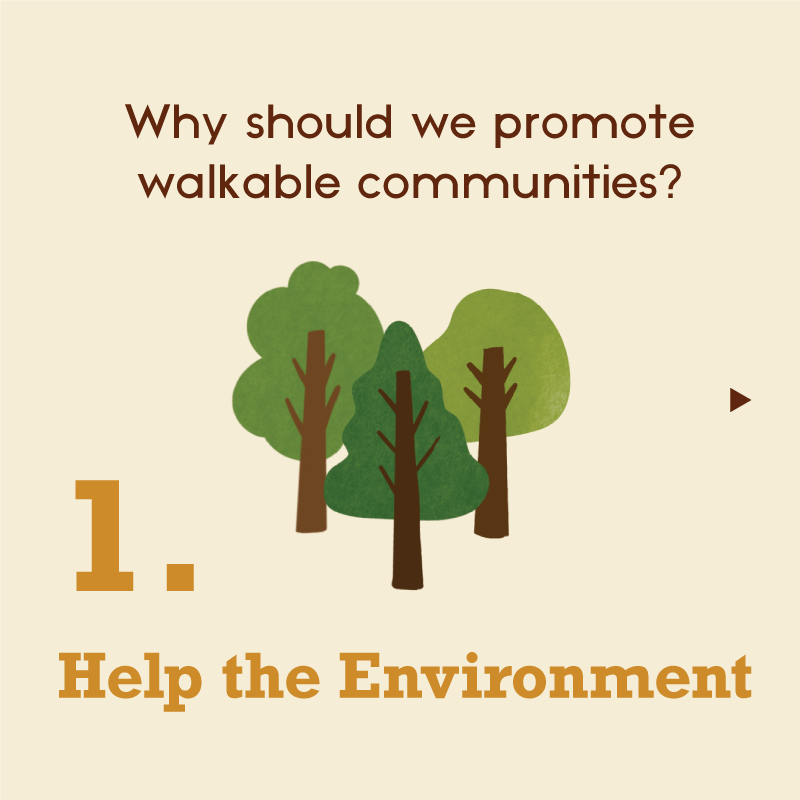 Why should we promote
walkable communities?
1.
Help the Environment